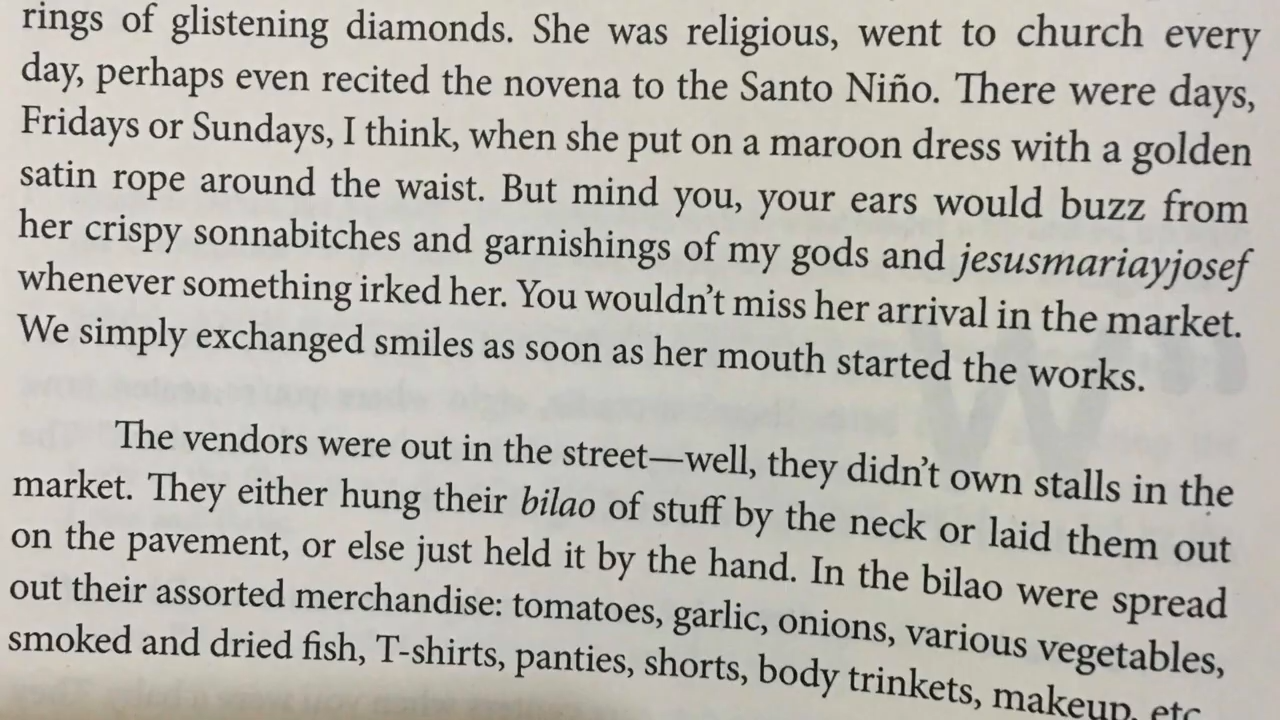 rings of glistening diamonds. She was religious, went to church every
day, perhaps even recited the novena to the Santo Niño. There were days,
Fridays or Sundays, I think, when she put on a maroon dress with a golden
satin rope around the waist. But mind you, your ears would buzz from
her crispy sonnabitches and garnishings of my gods and jesusmariayjosef
whenever something irked her. You wouldn't miss her arrival in the market.
We simply exchanged smiles as soon as her mouth started the works.
The vendors were out in the street—well, they didn't own stalls in the
market. They either hung their bilao of stuff by the neck or laid them out
on the pavement, or else just held it by the hand. In the bilao were spread
out their assorted merchandise: tomatoes, garlic, onions, various vegetables,
smoked and dried fish, T-shirts, panties, shorts, body trinkets, makeup, etc